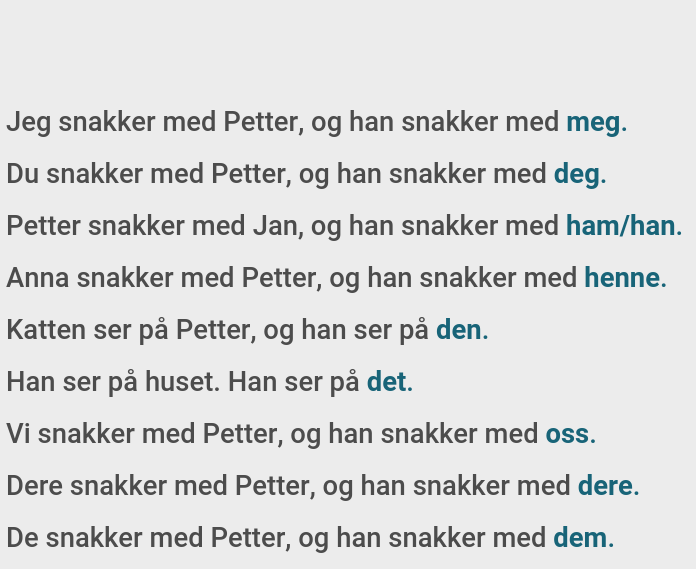 Jeg snakker med Petter, og han snakker med meg.
Du snakker med Petter, og han snakker med deg.
Petter snakker med Jan, og han snakker med ham/han.
Anna snakker med Petter, og han snakker med henne.
Katten ser på Petter, og han ser på den.
Han ser på huset. Han ser på det.
Vi snakker med Petter, og han snakker med oss.
Dere snakker med Petter, og han snakker med dere.
De snakker med Petter, og han snakker med dem.